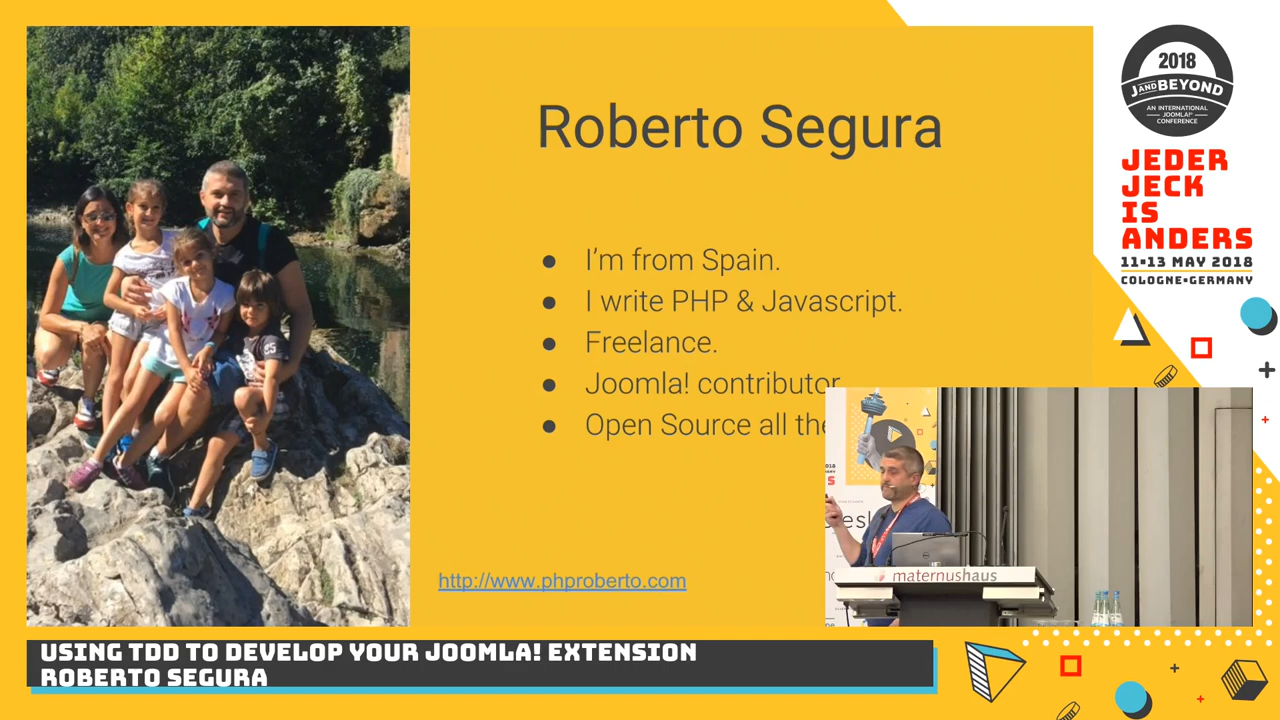 Roberto Segura
● I'm from Spain.
● I write PHP & Javascript.
● Freelance.
● Joomla! contributor
● Open Source all the
http://www.phproberto.com
2018
J AND BEYOND
AN INTERNATIONAL
JOOMLA!®
CONFERENCE
JEDER
JECK
IS
ANDERS
11▪13 MAY 2018
COLOGNE▪GERMANY
maternushaus
USING TDD TO DEVELOP YOUR JOOMLA! EXTENSION
ROBERTO SEGURA